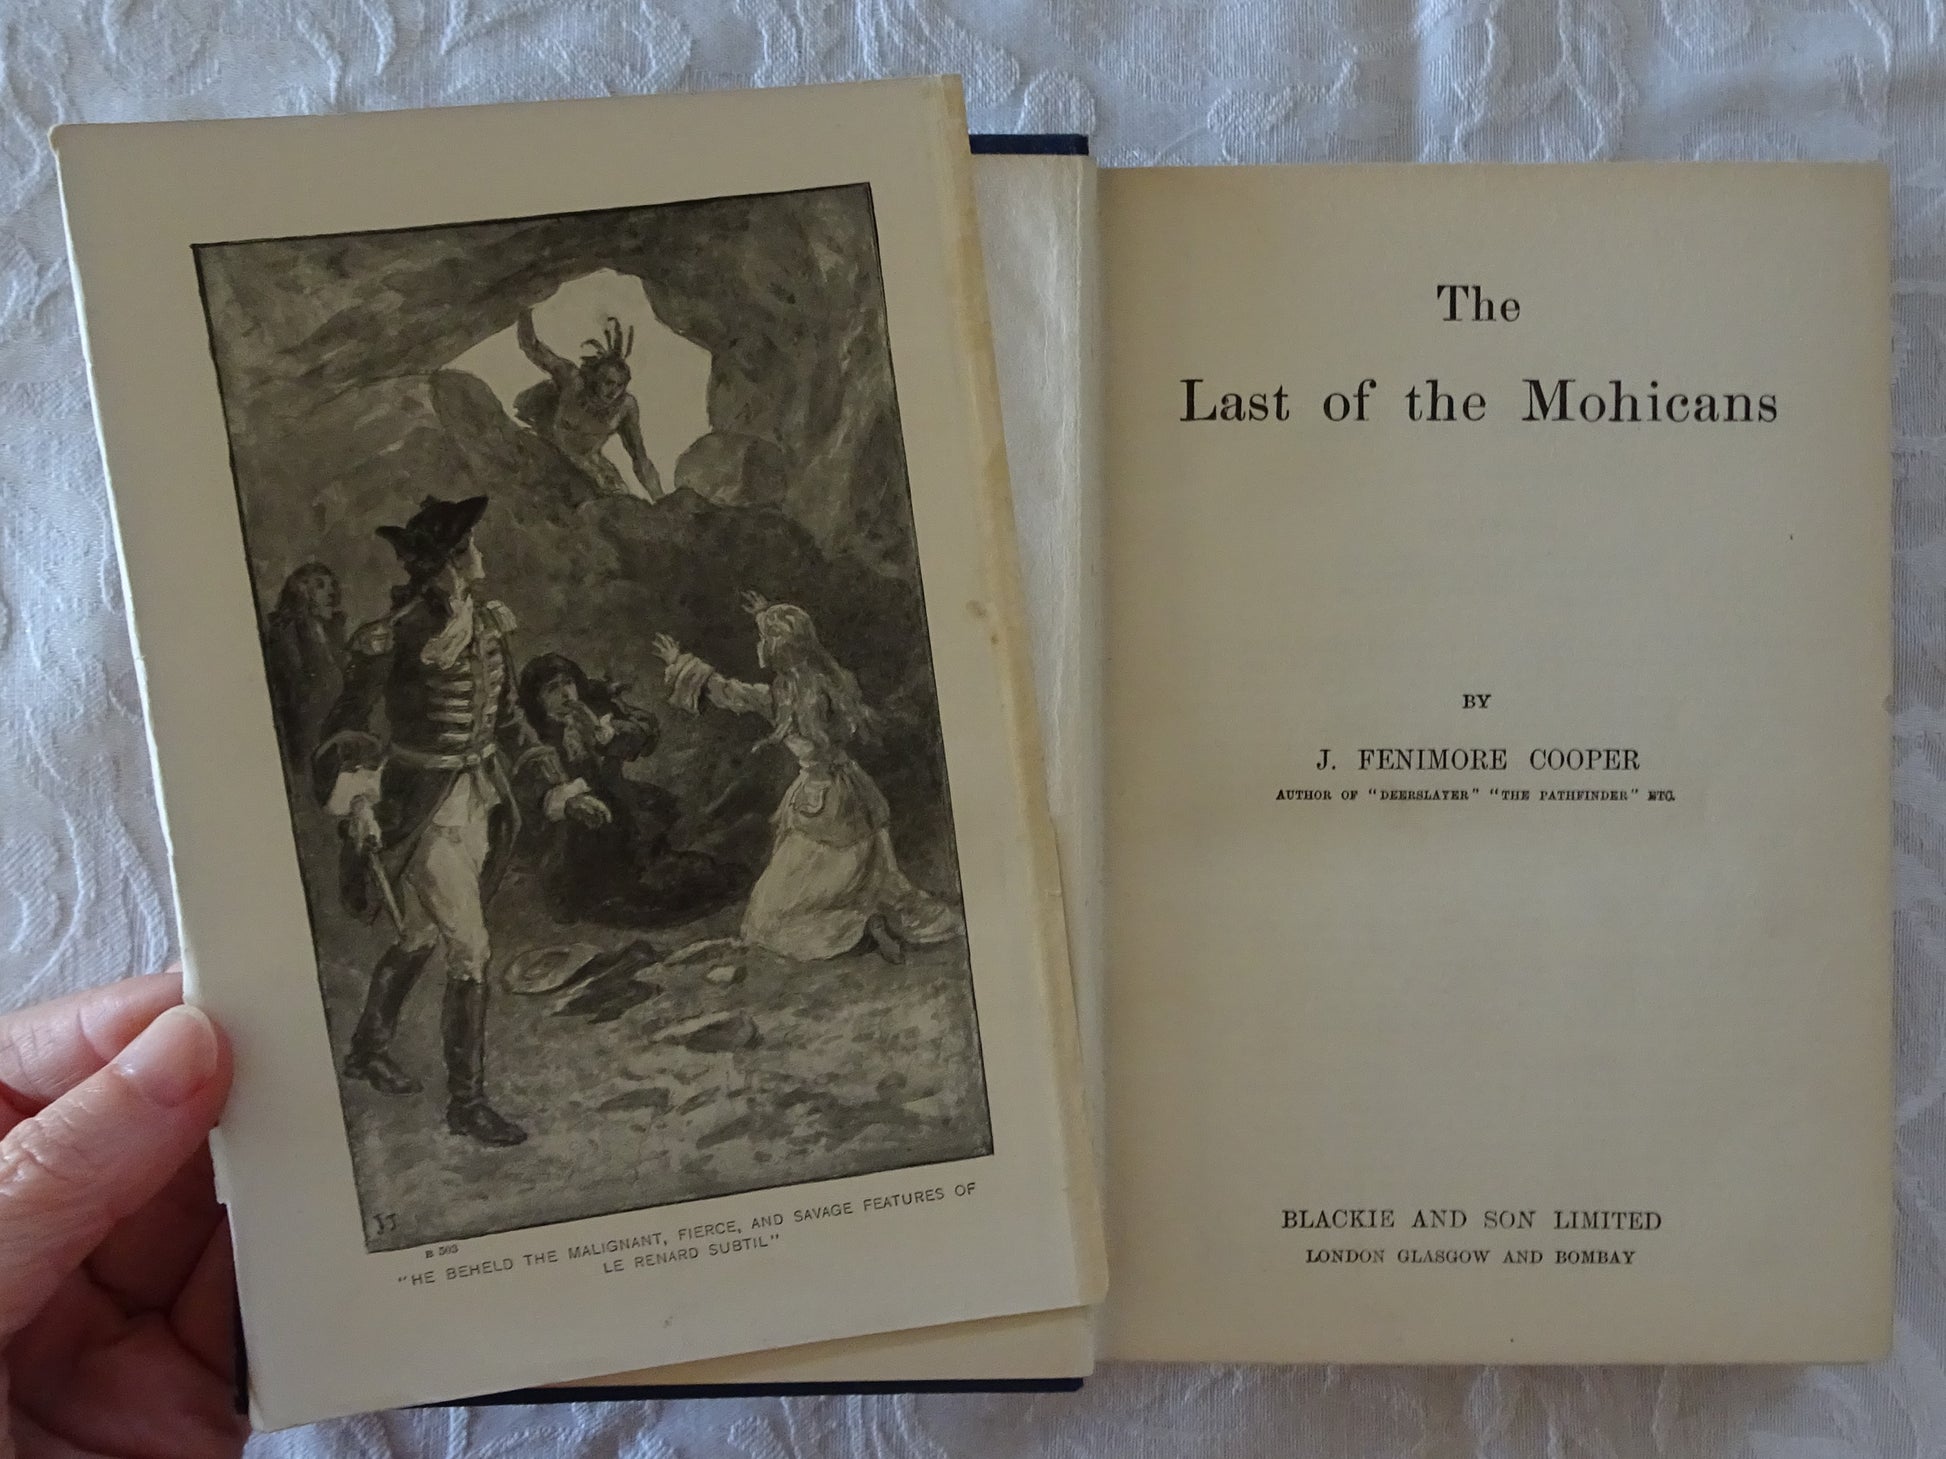 JJ
B 503
"HE BEHELD THE MALIGNANT, FIERCE, AND SAVAGE FEATURES OF
LE RENARD SUBTIL"
The
Last of the Mohicans
BY
J. FENIMORE COOPER
AUTHOR OF "DEERSLAYER" "THE PATHFINDER" ETC.
BLACKIE AND SON LIMITED
LONDON GLASGOW AND BOMBAY